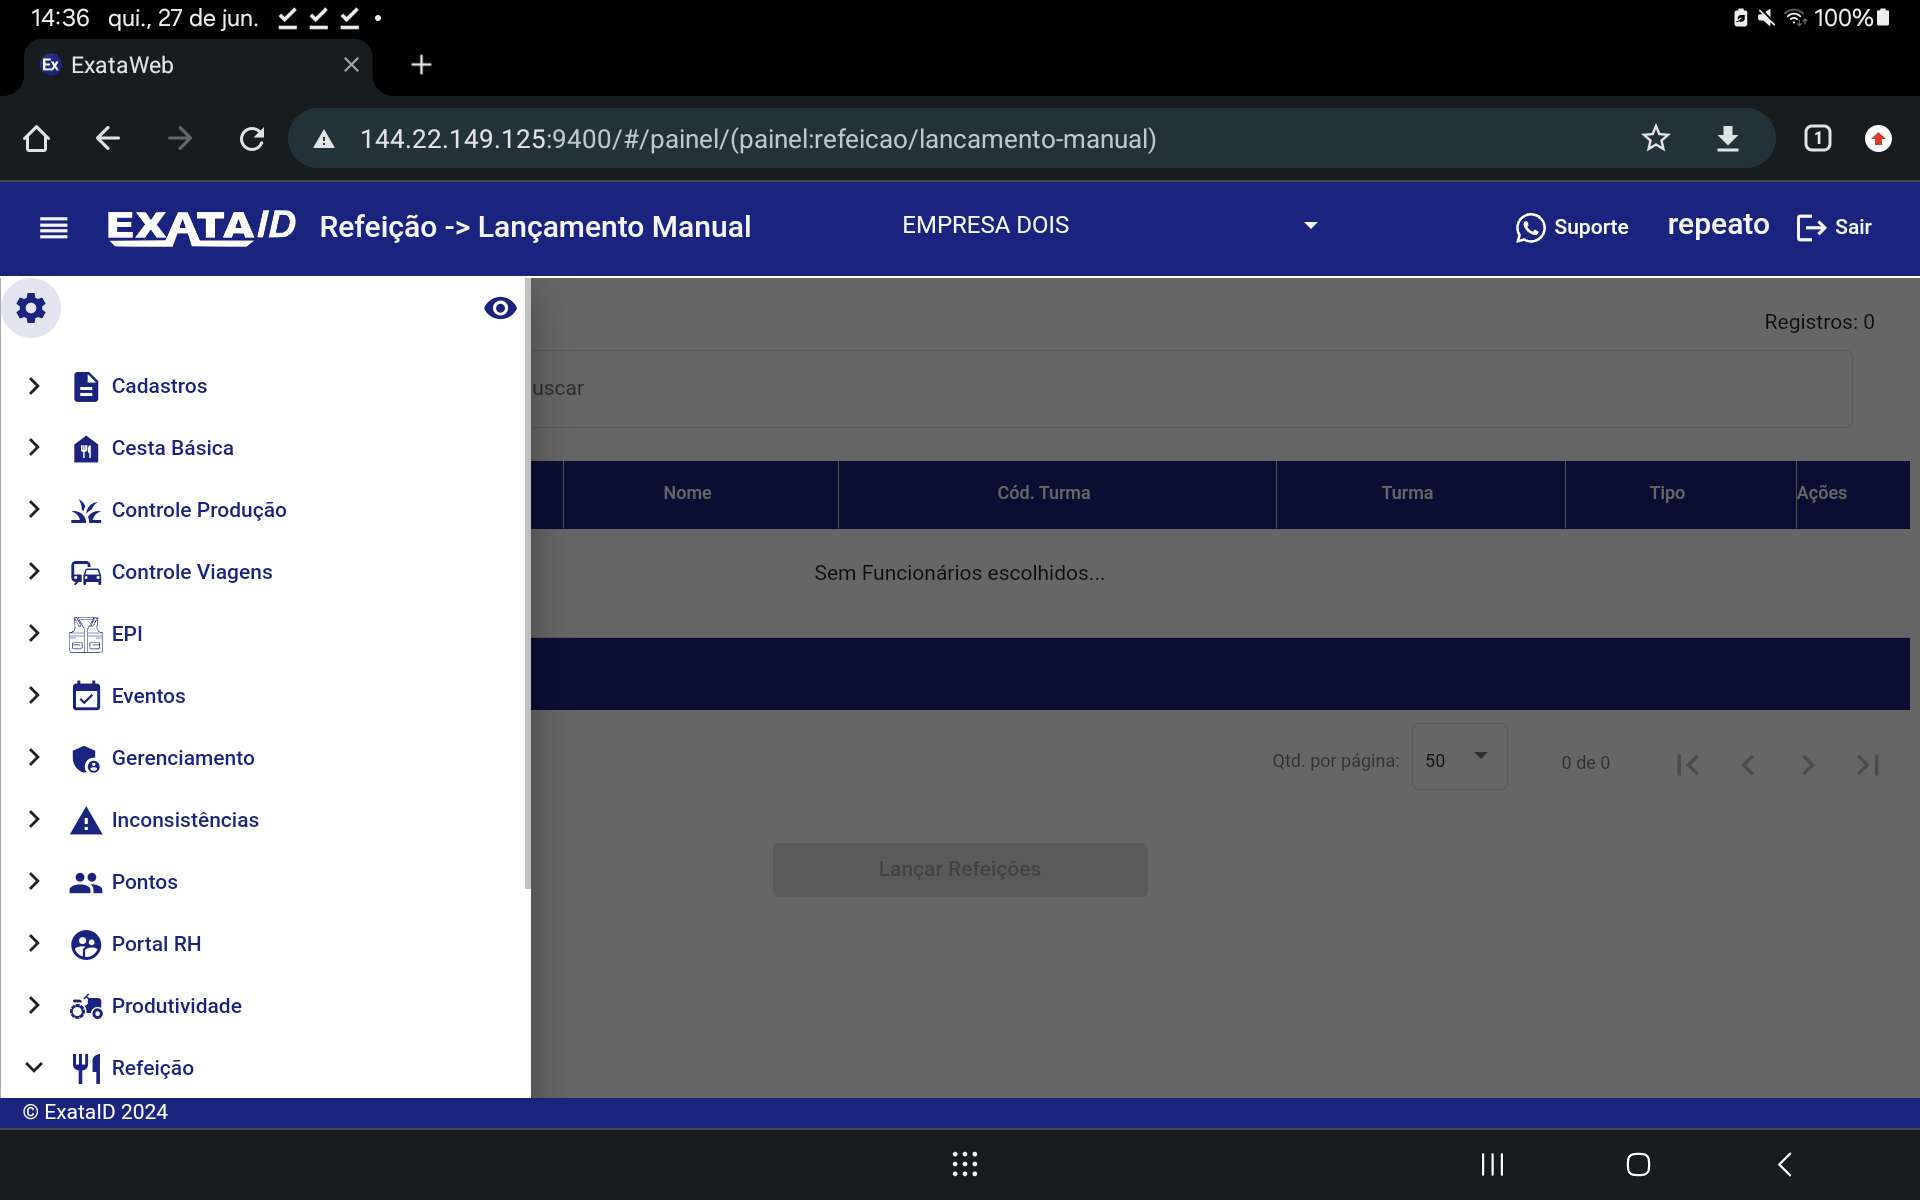 14:36 qui., 27 de jun.
100%
Ex ExataWeb
144.22.149.125:9400/#/painel/(painel:refeicao/lancamento-manual)
1
EXATAID Refeição -> Lançamento Manual EMPRESA DOIS Suporte repeato Sair
Registros: 0
uscar
Cadastros
Cesta Básica
Controle Produção
Controle Viagens
EPI
Eventos
Gerenciamento
Inconsistências
Pontos
Portal RH
Produtividade
Refeição
Nome Cód. Turma Turma Tipo Ações
Sem Funcionários escolhidos...
Qtd. por página: 50 0 de 0
Lançar Refeições
© ExataID 2024